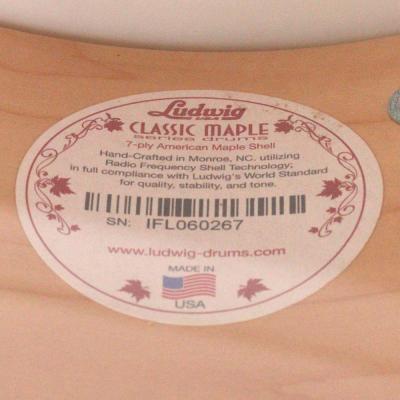 Ludwig
USA
CLASSIC MAPLE
series drums
7-ply American Maple Shell
Hand-Crafted in Monroe, NC. utilizing
Radio Frequency Shell Technology;
in full compliance with Ludwig's World Standard
for quality, stability, and tone.
SN: IFL060267
www.ludwig-drums.com
MADE IN
USA